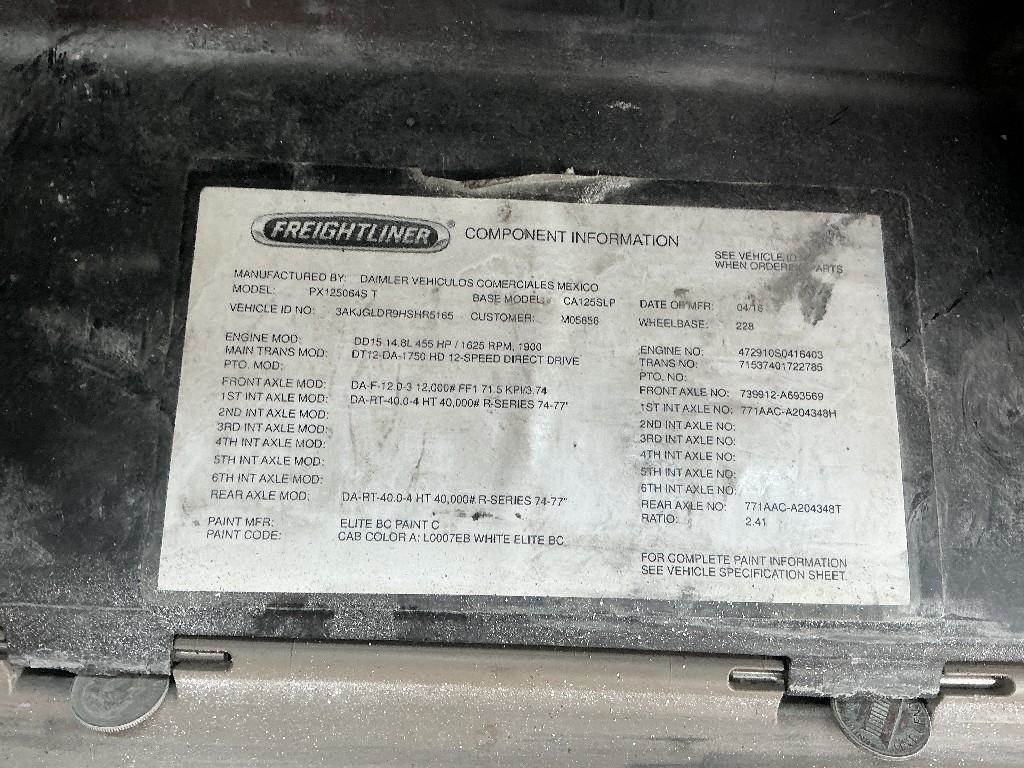 FREIGHTLINER® COMPONENT INFORMATION
SEE VEHICLE ID
WHEN ORDERE PARTS
MANUFACTURED BY: DAIMLER VEHICULOS COMERCIALES MEXICO
MODEL: PX125064S T BASE MODEL: CA125SLP DATE OF MFR: 04/16
VEHICLE ID NO: 3AKJGLDR9HSHR5165 CUSTOMER: M05656 WHEELBASE: 228
ENGINE MOD: DD15 14.8L 455 HP / 1625 RPM, 1900 ENGINE NO: 472910S0416403
MAIN TRANS MOD: DT12-DA-1750 HD 12-SPEED DIRECT DRIVE TRANS NO: 71537401722785
PTO. MOD: PTO. NO:
FRONT AXLE MOD: DA-F-12.0-3 12,000# FF1 71.5 KPI/3.74 FRONT AXLE NO: 739912-A693569
1ST INT AXLE MOD: DA-RT-40.0-4 HT 40,000# R-SERIES 74-77" 1ST INT AXLE NO: 771AAC-A204348H
2ND INT AXLE MOD: 2ND INT AXLE NO:
3RD INT AXLE MOD: 3RD INT AXLE NO:
4TH INT AXLE MOD: 4TH INT AXLE NO:
5TH INT AXLE MOD: 5TH INT AXLE NO:
6TH INT AXLE MOD: 6TH INT AXLE NO:
REAR AXLE MOD: DA-RT-40.0-4 HT 40,000# R-SERIES 74-77" REAR AXLE NO: 771AAC-A204348T
RATIO: 2.41
PAINT MFR: ELITE BC PAINT C
PAINT CODE: CAB COLOR A: L0007EB WHITE ELITE BC
FOR COMPLETE PAINT INFORMATION
SEE VEHICLE SPECIFICATION SHEET.